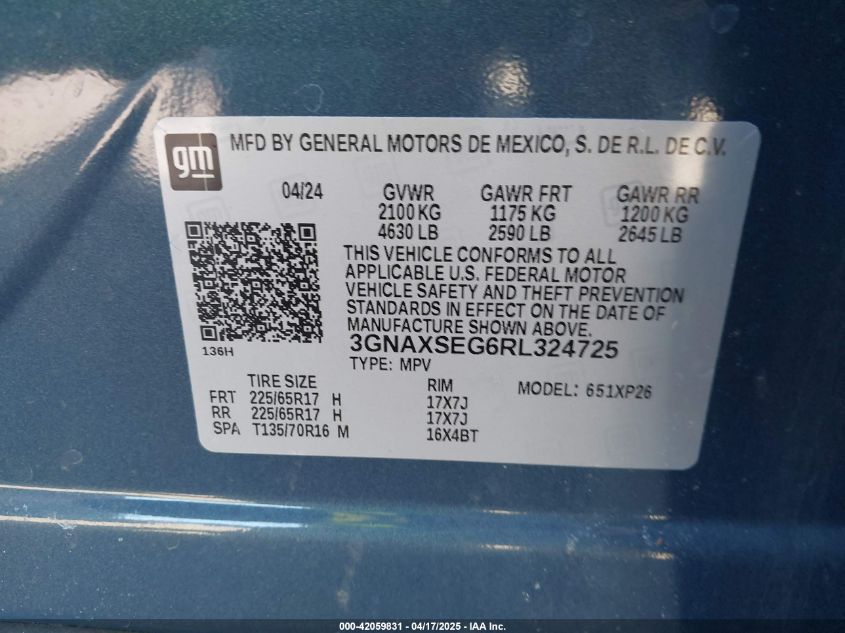 gm MFD BY GENERAL MOTORS DE MEXICO, S. DE R.L. DE C.V.
04/24 GVWR GAWR FRT GAWR RR
2100 KG 1175 KG 1200 KG
4630 LB 2590 LB 2645 LB
THIS VEHICLE CONFORMS TO ALL
APPLICABLE U.S. FEDERAL MOTOR
VEHICLE SAFETY AND THEFT PREVENTION
STANDARDS IN EFFECT ON THE DATE OF
MANUFACTURE SHOWN ABOVE.
136H 3GNAXSEG6RL324725
TYPE: MPV
TIRE SIZE RIM MODEL: 651XP26
FRT 225/65R17 H 17X7J
RR 225/65R17 H 17X7J
SPA T135/70R16 M 16X4BT
000-42059831 - 04/17/2025 - IAA Inc.